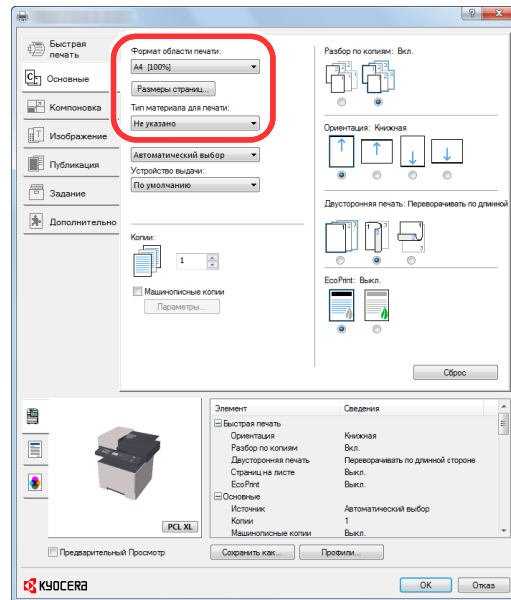 Быстрая
печать
Основные
Компоновка
Изображение
Публикация
Задание
Дополнительно
Формат области печати:
A4 [100%]
Размеры страниц...
Тип материала для печати:
Не указано
Автоматический выбор
Устройство выдачи:
По умолчанию
Копии:
1
Машинописные копии
Параметры...
Разбор по копиям: Вкл.
Ориентация: Книжная
Двусторонняя печать: Переворачивать по длинной
EcoPrint: Выкл.
Сброс
PCL XL
Предварительный Просмотр
Элемент Сведения
Быстрая печать
Ориентация Книжная
Разбор по копиям Вкл.
Двусторонняя печать Переворачивать по длинной стороне
Страниц на листе Выкл.
EcoPrint Выкл.
Основные
Источник Автоматический выбор
Копии 1
Машинописные копии Выкл.
Сохранить как... Профили...
KYOCERA
OK Отказ